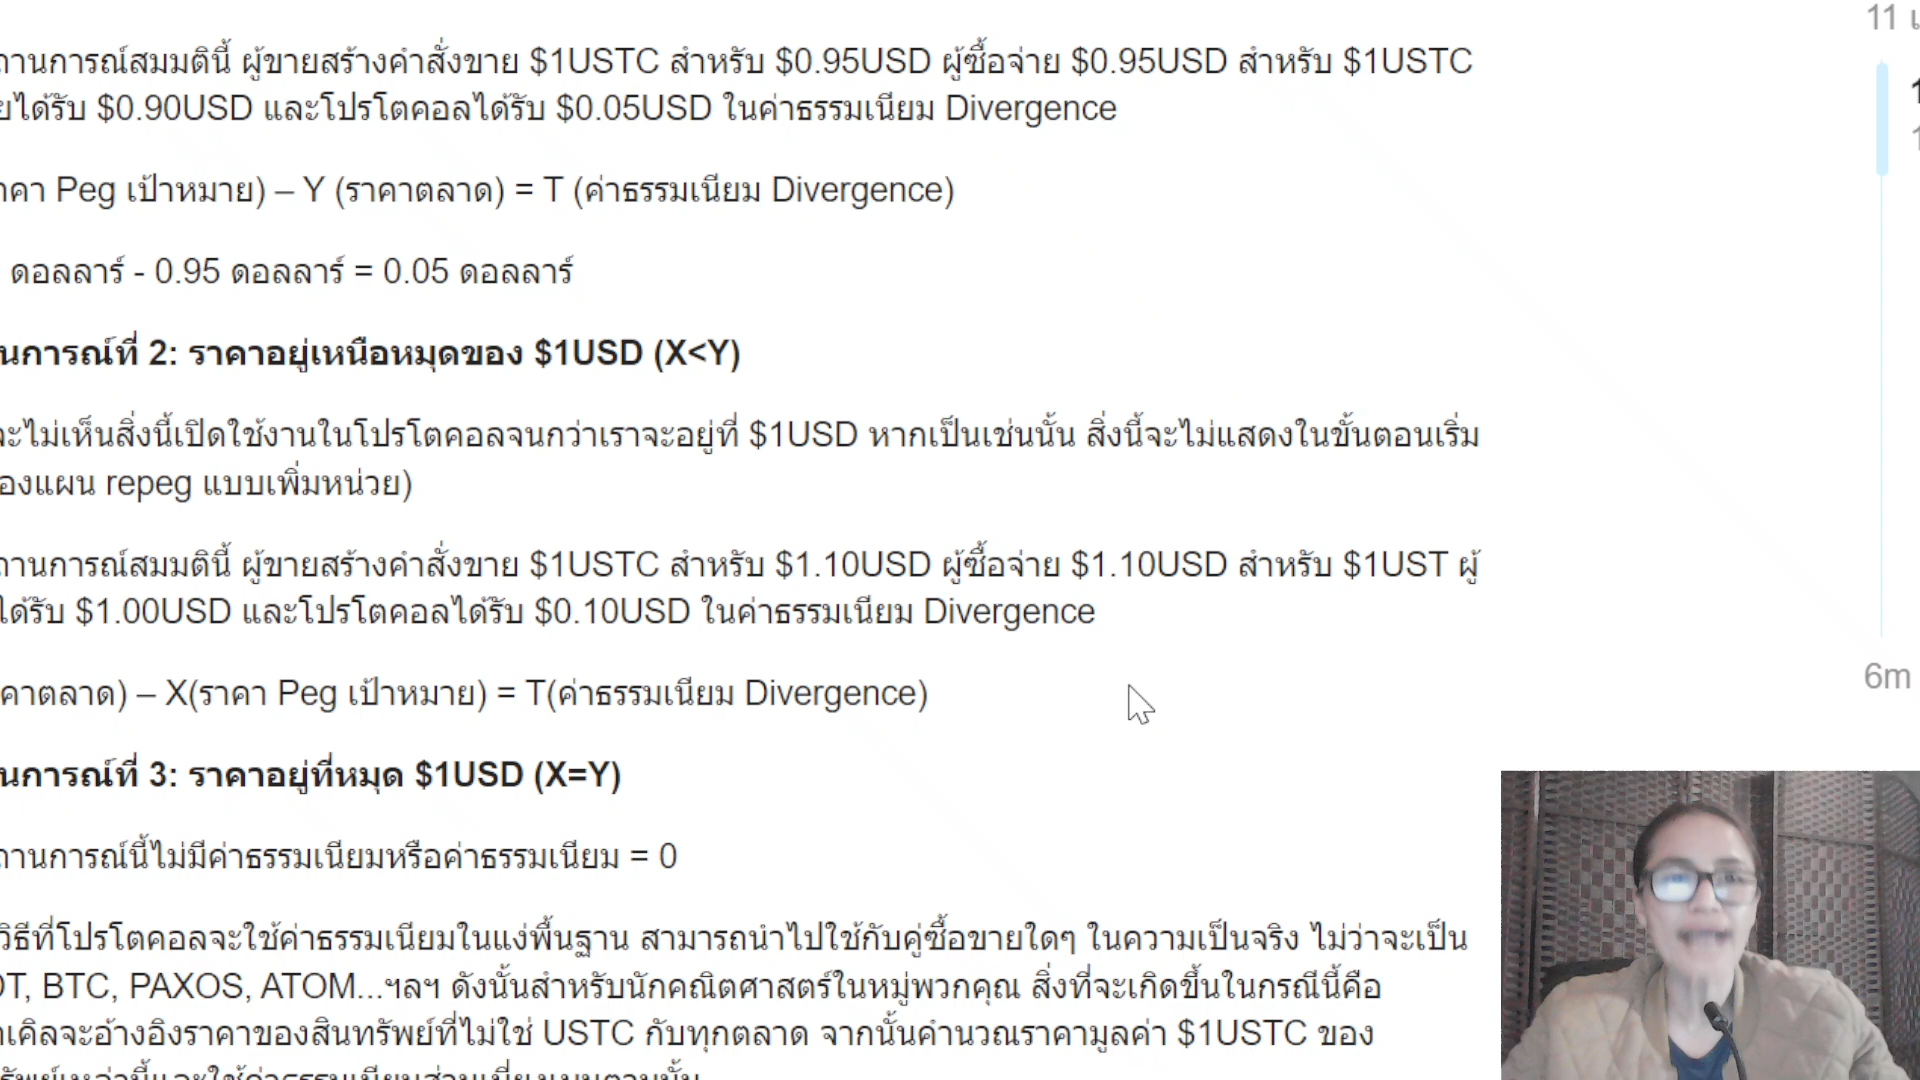 11
านการณ์สมมตินี้ ผู้ขายสร้างคำสั่งขาย $1USTC สำหรับ $0.95USD ผู้ซื้อจ่าย $0.95USD สำหรับ $1USTC
ยได้รับ $0.90USD และโปรโตคอลได้รับ $0.05USD ในค่าธรรมเนียม Divergence
าคา Peg เป้าหมาย) – Y (ราคาตลาด) = T (ค่าธรรมเนียม Divergence)
ดอลลาร์ - 0.95 ดอลลาร์ = 0.05 ดอลลาร์
นการณ์ที่ 2: ราคาอยู่เหนือหมุดของ $1USD (X<Y)
ะไม่เห็นสิ่งนี้เปิดใช้งานในโปรโตคอลจนกว่าเราจะอยู่ที่ $1USD หากเป็นเช่นนั้น สิ่งนี้จะไม่แสดงในขั้นตอนเริ่ม
องแผน repeg แบบเพิ่มหน่วย)
านการณ์สมมตินี้ ผู้ขายสร้างคำสั่งขาย $1USTC สำหรับ $1.10USD ผู้ซื้อจ่าย $1.10USD สำหรับ $1UST ผู้
ได้รับ $1.00USD และโปรโตคอลได้รับ $0.10USD ในค่าธรรมเนียม Divergence
คาตลาด) – X(ราคา Peg เป้าหมาย) = T(ค่าธรรมเนียม Divergence)
6m
นการณ์ที่ 3: ราคาอยู่ที่หมุด $1USD (X=Y)
านการณ์นี้ไม่มีค่าธรรมเนียมหรือค่าธรรมเนียม = 0
วิธีที่โปรโตคอลจะใช้ค่าธรรมเนียมในแง่พื้นฐาน สามารถนำไปใช้กับคู่ซื้อขายใดๆ ในความเป็นจริง ไม่ว่าจะเป็น
DT, BTC, PAXOS, ATOM...ฯลฯ ดังนั้นสำหรับนักคณิตศาสตร์ในหมู่พวกคุณ สิ่งที่จะเกิดขึ้นในกรณีนี้คือ
าเคิลจะอ้างอิงราคาของสินทรัพย์ที่ไม่ใช่ USTC กับทุกตลาด จากนั้นคำนวณราคามูลค่า $1USTC ของ